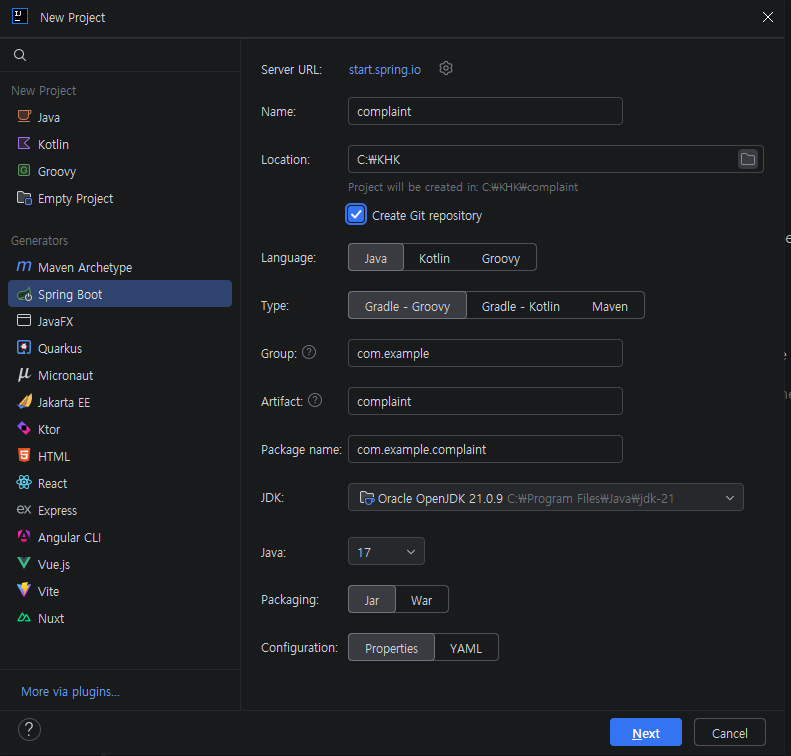 New Project
New Project
Java
Kotlin
Groovy
Empty Project
Generators
Maven Archetype
Spring Boot
JavaFX
Quarkus
Micronaut
Jakarta EE
Ktor
HTML
React
Express
Angular CLI
Vue.js
Vite
Nuxt
More via plugins...
Server URL: start.spring.io
Name: complaint
Location: C:₩KHK
Project will be created in: C:₩KHK₩complaint
Create Git repository
Language: Java Kotlin Groovy
Type: Gradle - Groovy Gradle - Kotlin Maven
Group: com.example
Artifact: complaint
Package name: com.example.complaint
JDK: Oracle OpenJDK 21.0.9 C:₩Program Files₩Java₩jdk-21
Java: 17
Packaging: Jar War
Configuration: Properties YAML
Next Cancel